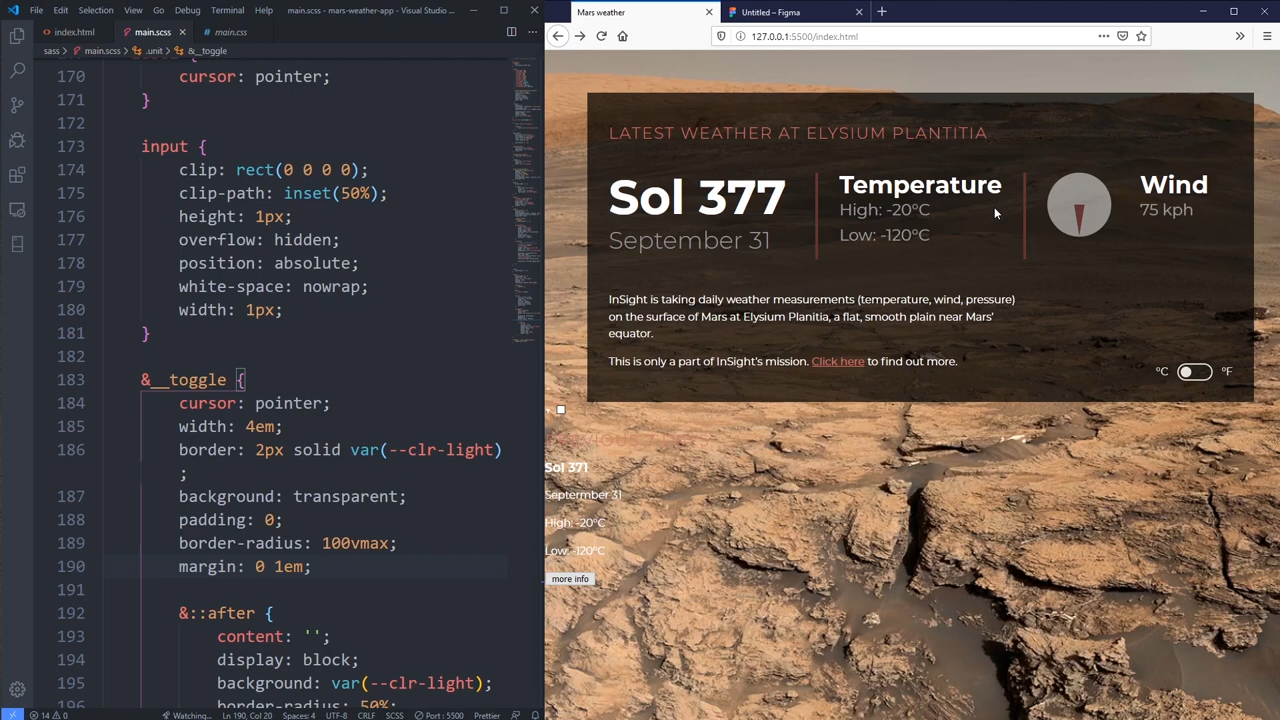 File Edit Selection View Go Debug Terminal Help main.scss - mars-weather-app - Visual Studio ...
index.html
main.scss
main.css
sass > main.scss > .unit > &__toggle
170 cursor: pointer;
171 }
172
173 input {
174 clip: rect(0 0 0 0);
175 clip-path: inset(50%);
176 height: 1px;
177 overflow: hidden;
178 position: absolute;
179 white-space: nowrap;
180 width: 1px;
181 }
182
183 &__toggle {
184 cursor: pointer;
185 width: 4em;
186 border: 2px solid var(--clr-light)
;
187 background: transparent;
188 padding: 0;
189 border-radius: 100vmax;
190 margin: 0 1em;
191
192 &::after {
193 content: '';
194 display: block;
195 background: var(--clr-light);
196 border-radius: 50%;
14 0 Watching... Ln 190, Col 20 Spaces: 4 UTF-8 CRLF SCSS Port : 5500 Prettier
Mars weather
Untitled – Figma
127.0.0.1:5500/index.html
LATEST WEATHER AT ELYSIUM PLANTITIA
Sol 377
September 31
Temperature
High: -20°C
Low: -120°C
Wind
75 kph
InSight is taking daily weather measurements (temperature, wind, pressure)
on the surface of Mars at Elysium Planitia, a flat, smooth plain near Mars'
equator.
This is only a part of InSight's mission. Click here to find out more.
°C °F
Sol 371
Septermber 31
High: -20°C
Low: -120°C
more info